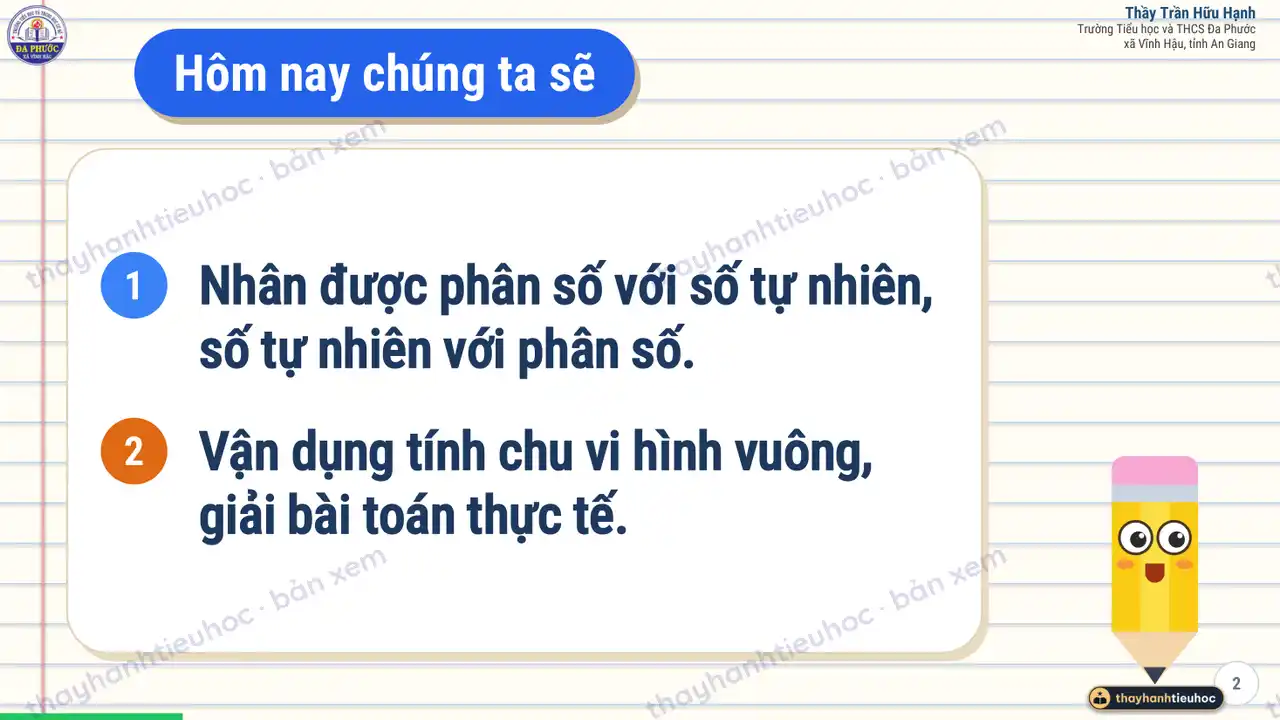 Thầy Trần Hữu Hạnh
Trường Tiểu học và THCS Đa Phước
xã Vĩnh Hậu, tỉnh An Giang
ĐA PHƯỚC
XÃ VĨNH HẬU
Hôm nay chúng ta sẽ
thayhanhtieuhoc · bản xem
thayhanhtieuhoc · bản xem
1
Nhân được phân số với số tự nhiên,
số tự nhiên với phân số.
2
Vận dụng tính chu vi hình vuông,
giải bài toán thực tế.
thayhanhtieuhoc · bản xem
thayhanhtieuhoc · bản xem
thayhanhtieuhoc
2